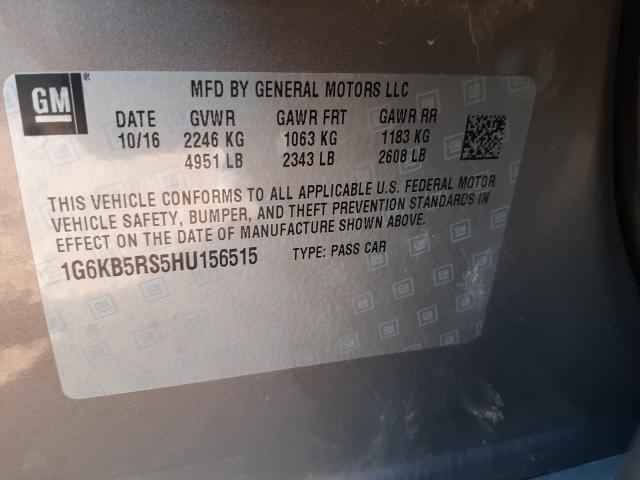 GM ®
MFD BY GENERAL MOTORS LLC
DATE GVWR GAWR FRT GAWR RR
10/16 2246 KG 1063 KG 1183 KG
4951 LB 2343 LB 2608 LB
THIS VEHICLE CONFORMS TO ALL APPLICABLE U.S. FEDERAL MOTOR
VEHICLE SAFETY, BUMPER, AND THEFT PREVENTION STANDARDS IN
EFFECT ON THE DATE OF MANUFACTURE SHOWN ABOVE.
1G6KB5RS5HU156515 TYPE: PASS CAR